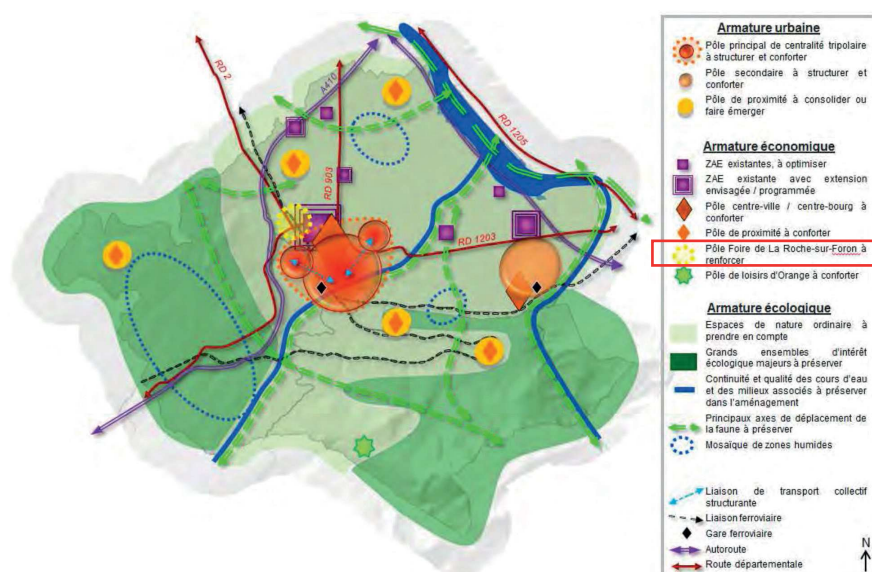 RD 2
A410
RD 903
RD 1205
RD 1203
Armature urbaine
Pôle principal de centralité tripolaire
à structurer et conforter
Pôle secondaire à structurer et
conforter
Pôle de proximité à consolider ou
faire émerger
Armature économique
ZAE existantes, à optimiser
ZAE existante avec extension
envisagée / programmée
Pôle centre-ville / centre-bourg à
conforter
Pôle de proximité à conforter
Pôle Foire de La Roche-sur-Foron à
renforcer
Pôle de loisirs d'Orange à conforter
Armature écologique
Espaces de nature ordinaire à
prendre en compte
Grands ensembles d'intérêt
écologique majeurs à préserver
Continuité et qualité des cours d'eau
et des milieux associés à préserver
dans l'aménagement
Principaux axes de déplacement de
la faune à préserver
Mosaïque de zones humides
Liaison de transport collectif
structurante
Liaison ferroviaire
Gare ferroviaire
Autoroute
Route départementale
N